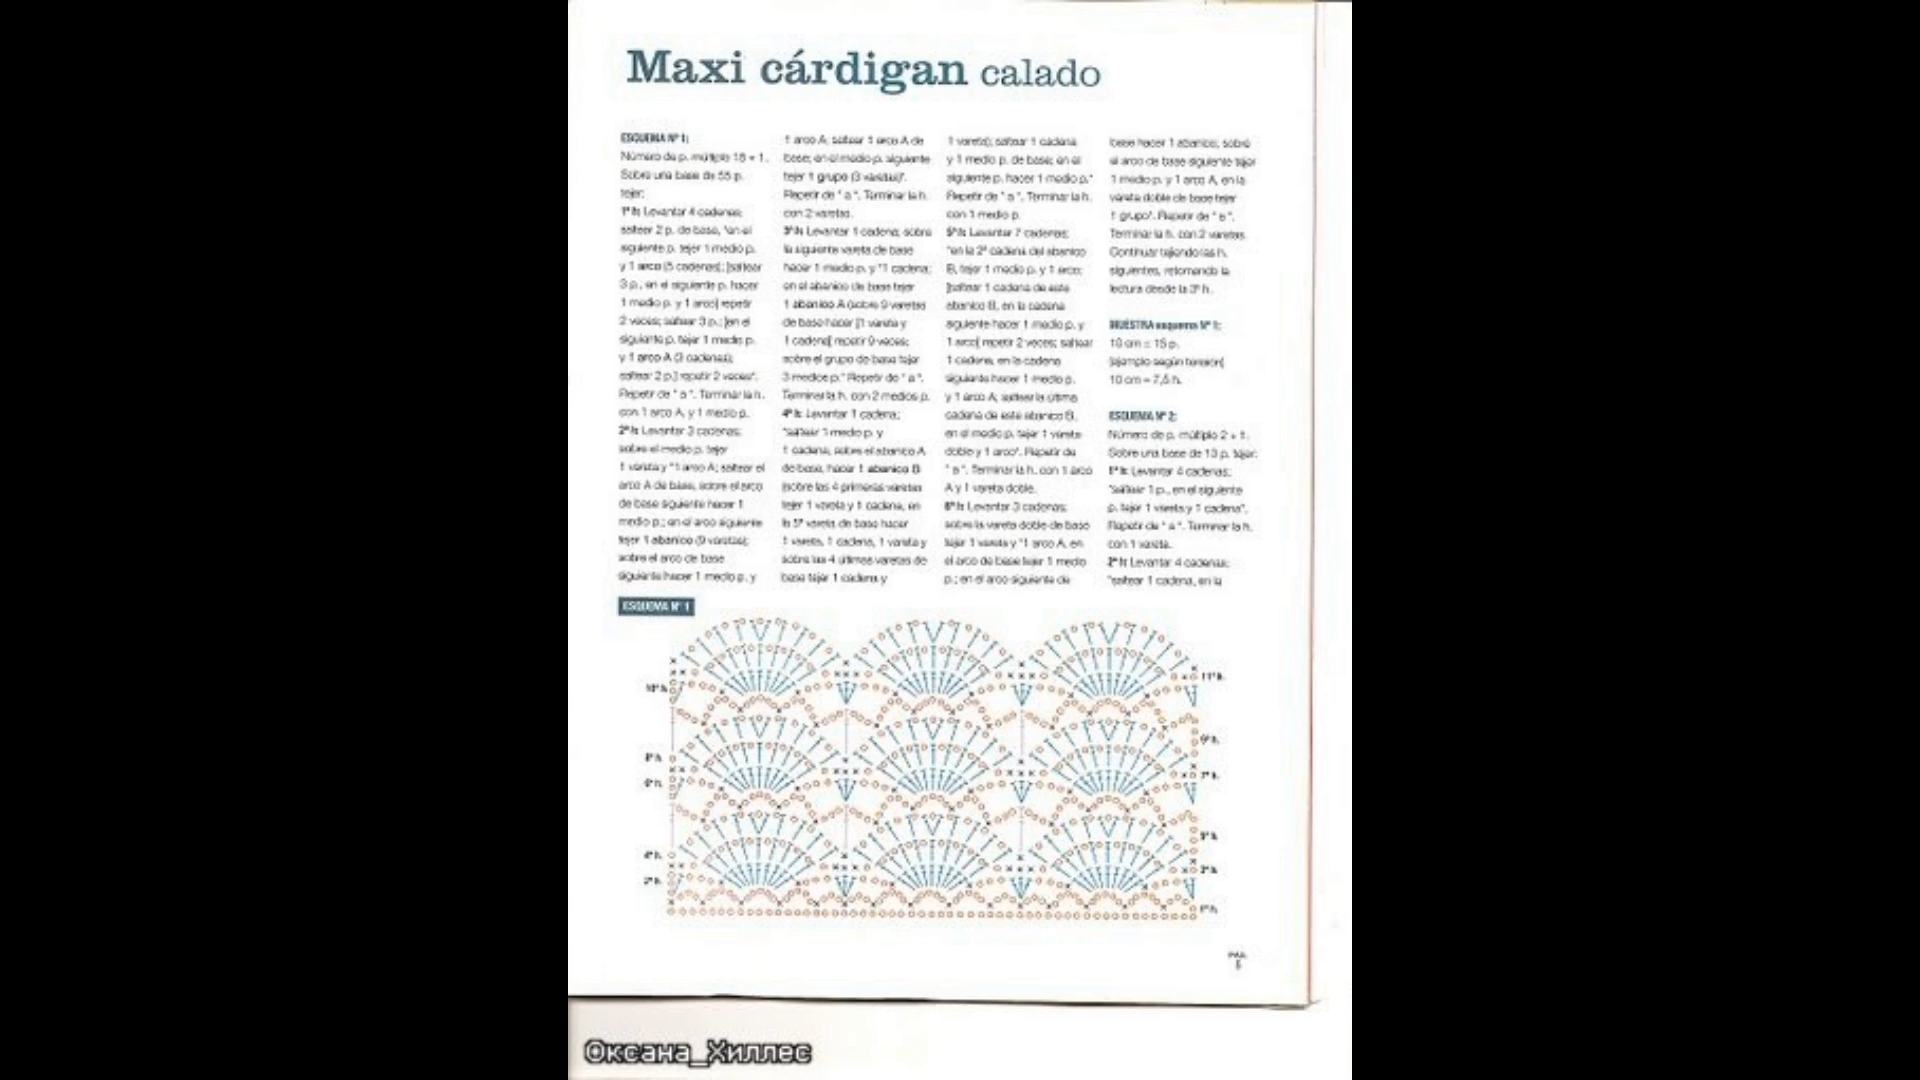 Maxi cárdigan calado
ESQUEMA Nº 1:
Número de p. múltiplo 18 + 1.
Sobre una base de 55 p.
tejer:
1ª h: Levantar 4 cadenas;
saltear 2 p. de base, *en el
siguiente p. tejer 1 medio p.
y 1 arco (5 cadenas); [saltear
3 p., en el siguiente p. hacer
1 medio p. y 1 arco] repetir
2 veces; saltear 3 p.; [en el
siguiente p. tejer 1 medio p.
y 1 arco A (3 cadenas);
saltear 2 p.] repetir 2 veces*.
Repetir de * a *. Terminar la h.
con 1 arco A, y 1 medio p.
2ª h: Levantar 3 cadenas;
sobre el medio p. tejer
1 vareta y *1 arco A; saltear el
arco A de base, sobre el arco
de base siguiente hacer 1
medio p.; en el arco siguiente
tejer 1 abanico (9 varetas);
sobre el arco de base
siguiente hacer 1 medio p. y
1 arco A; saltear 1 arco A de
base; en el medio p. siguiente
tejer 1 grupo (3 varetas)*.
Repetir de * a *. Terminar la h.
con 2 varetas.
3ª h: Levantar 1 cadena; sobre
la siguiente vareta de base
hacer 1 medio p. y *1 cadena;
en el abanico de base tejer
1 abanico A (sobre 9 varetas
de base hacer [1 vareta y
1 cadena] repetir 9 veces;
sobre el grupo de base tejer
3 medios p.* Repetir de * a *.
Terminar la h. con 2 medios p.
4ª h: Levantar 1 cadena;
*saltear 1 medio p. y
1 cadena, sobre el abanico A
de base, hacer 1 abanico B
(sobre las 4 primeras varetas
tejer 1 vareta y 1 cadena, en
la 5ª vareta de base hacer
1 vareta, 1 cadena, 1 vareta y
sobre las 4 últimas varetas de
base tejer 1 cadena y
1 vareta); saltear 1 cadena
y 1 medio p. de base; en el
siguiente p. hacer 1 medio p.*
Repetir de * a *. Terminar la h.
con 1 medio p.
5ª h: Levantar 7 cadenas;
*en la 2ª cadena del abanico
B, tejer 1 medio p. y 1 arco;
[saltear 1 cadena de este
abanico B, en la cadena
siguiente hacer 1 medio p. y
1 arco] repetir 2 veces; saltear
1 cadena, en la cadena
siguiente hacer 1 medio p.
y 1 arco A; saltear la última
cadena de este abanico B,
en el medio p. tejer 1 vareta
doble y 1 arco*. Repetir de
* a *. Terminar la h. con 1 arco
A y 1 vareta doble.
6ª h: Levantar 3 cadenas;
sobre la vareta doble de base
tejer 1 vareta y *1 arco A, en
el arco de base tejer 1 medio
p.; en el arco siguiente de
base hacer 1 abanico; sobre
el arco de base siguiente tejer
1 medio p. y 1 arco A, en la
vareta doble de base tejer
1 grupo*. Repetir de * a *.
Terminar la h. con 2 varetas.
Continuar tejiendo las h.
siguientes, retomando la
lectura desde la 3ª h.
MUESTRA esquema Nº 1:
10 cm = 15 p.
(ejemplo según tensión)
10 cm = 7,5 h.
ESQUEMA Nº 2:
Número de p. múltiplo 2 + 1.
Sobre una base de 13 p. tejer:
1ª h: Levantar 4 cadenas;
*saltear 1 p., en el siguiente
p. tejer 1 vareta y 1 cadena*.
Repetir de * a *. Terminar la h.
con 1 vareta.
2ª h: Levantar 4 cadenas;
*saltear 1 cadena, en la
ESQUEMA Nº 1
10ª h.
11ª h.
9ª h.
8ª h.
7ª h.
6ª h.
5ª h.
4ª h.
3ª h.
2ª h.
1ª h.
PAG.
5
Оксана_Хиллес